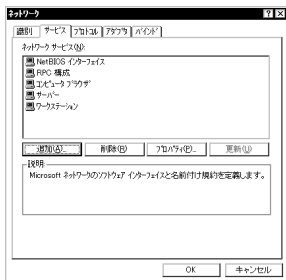 ネットワーク
識別 サービス プロトコル アダプタ バインド
ネットワーク サービス(N):
NetBIOS インターフェイス
RPC 構成
コンピュータ ブラウザ
サーバー
ワークステーション
追加(A)... 削除(R) プロパティ(P)... 更新(U)
説明:
Microsoft ネットワークのソフトウェア インターフェイスと名前付け規約を定義します。
OK キャンセル